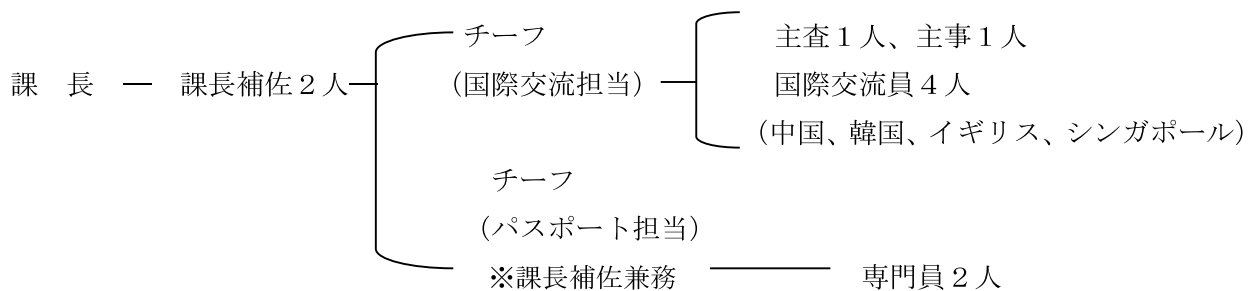 チーフ
主査１人、主事１人
課　長
課長補佐２人
（国際交流担当）
国際交流員４人
（中国、韓国、イギリス、シンガポール）
チーフ
（パスポート担当）
※課長補佐兼務
専門員２人